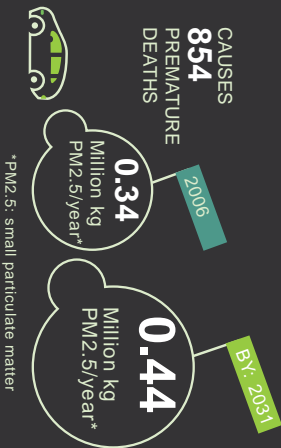 CAUSES
854
PREMATURE
DEATHS
2006
0.34
Million kg
PM2.5/year*
BY: 2031
0.44
Million kg
PM2.5/year*
*PM2.5: small particulate matter